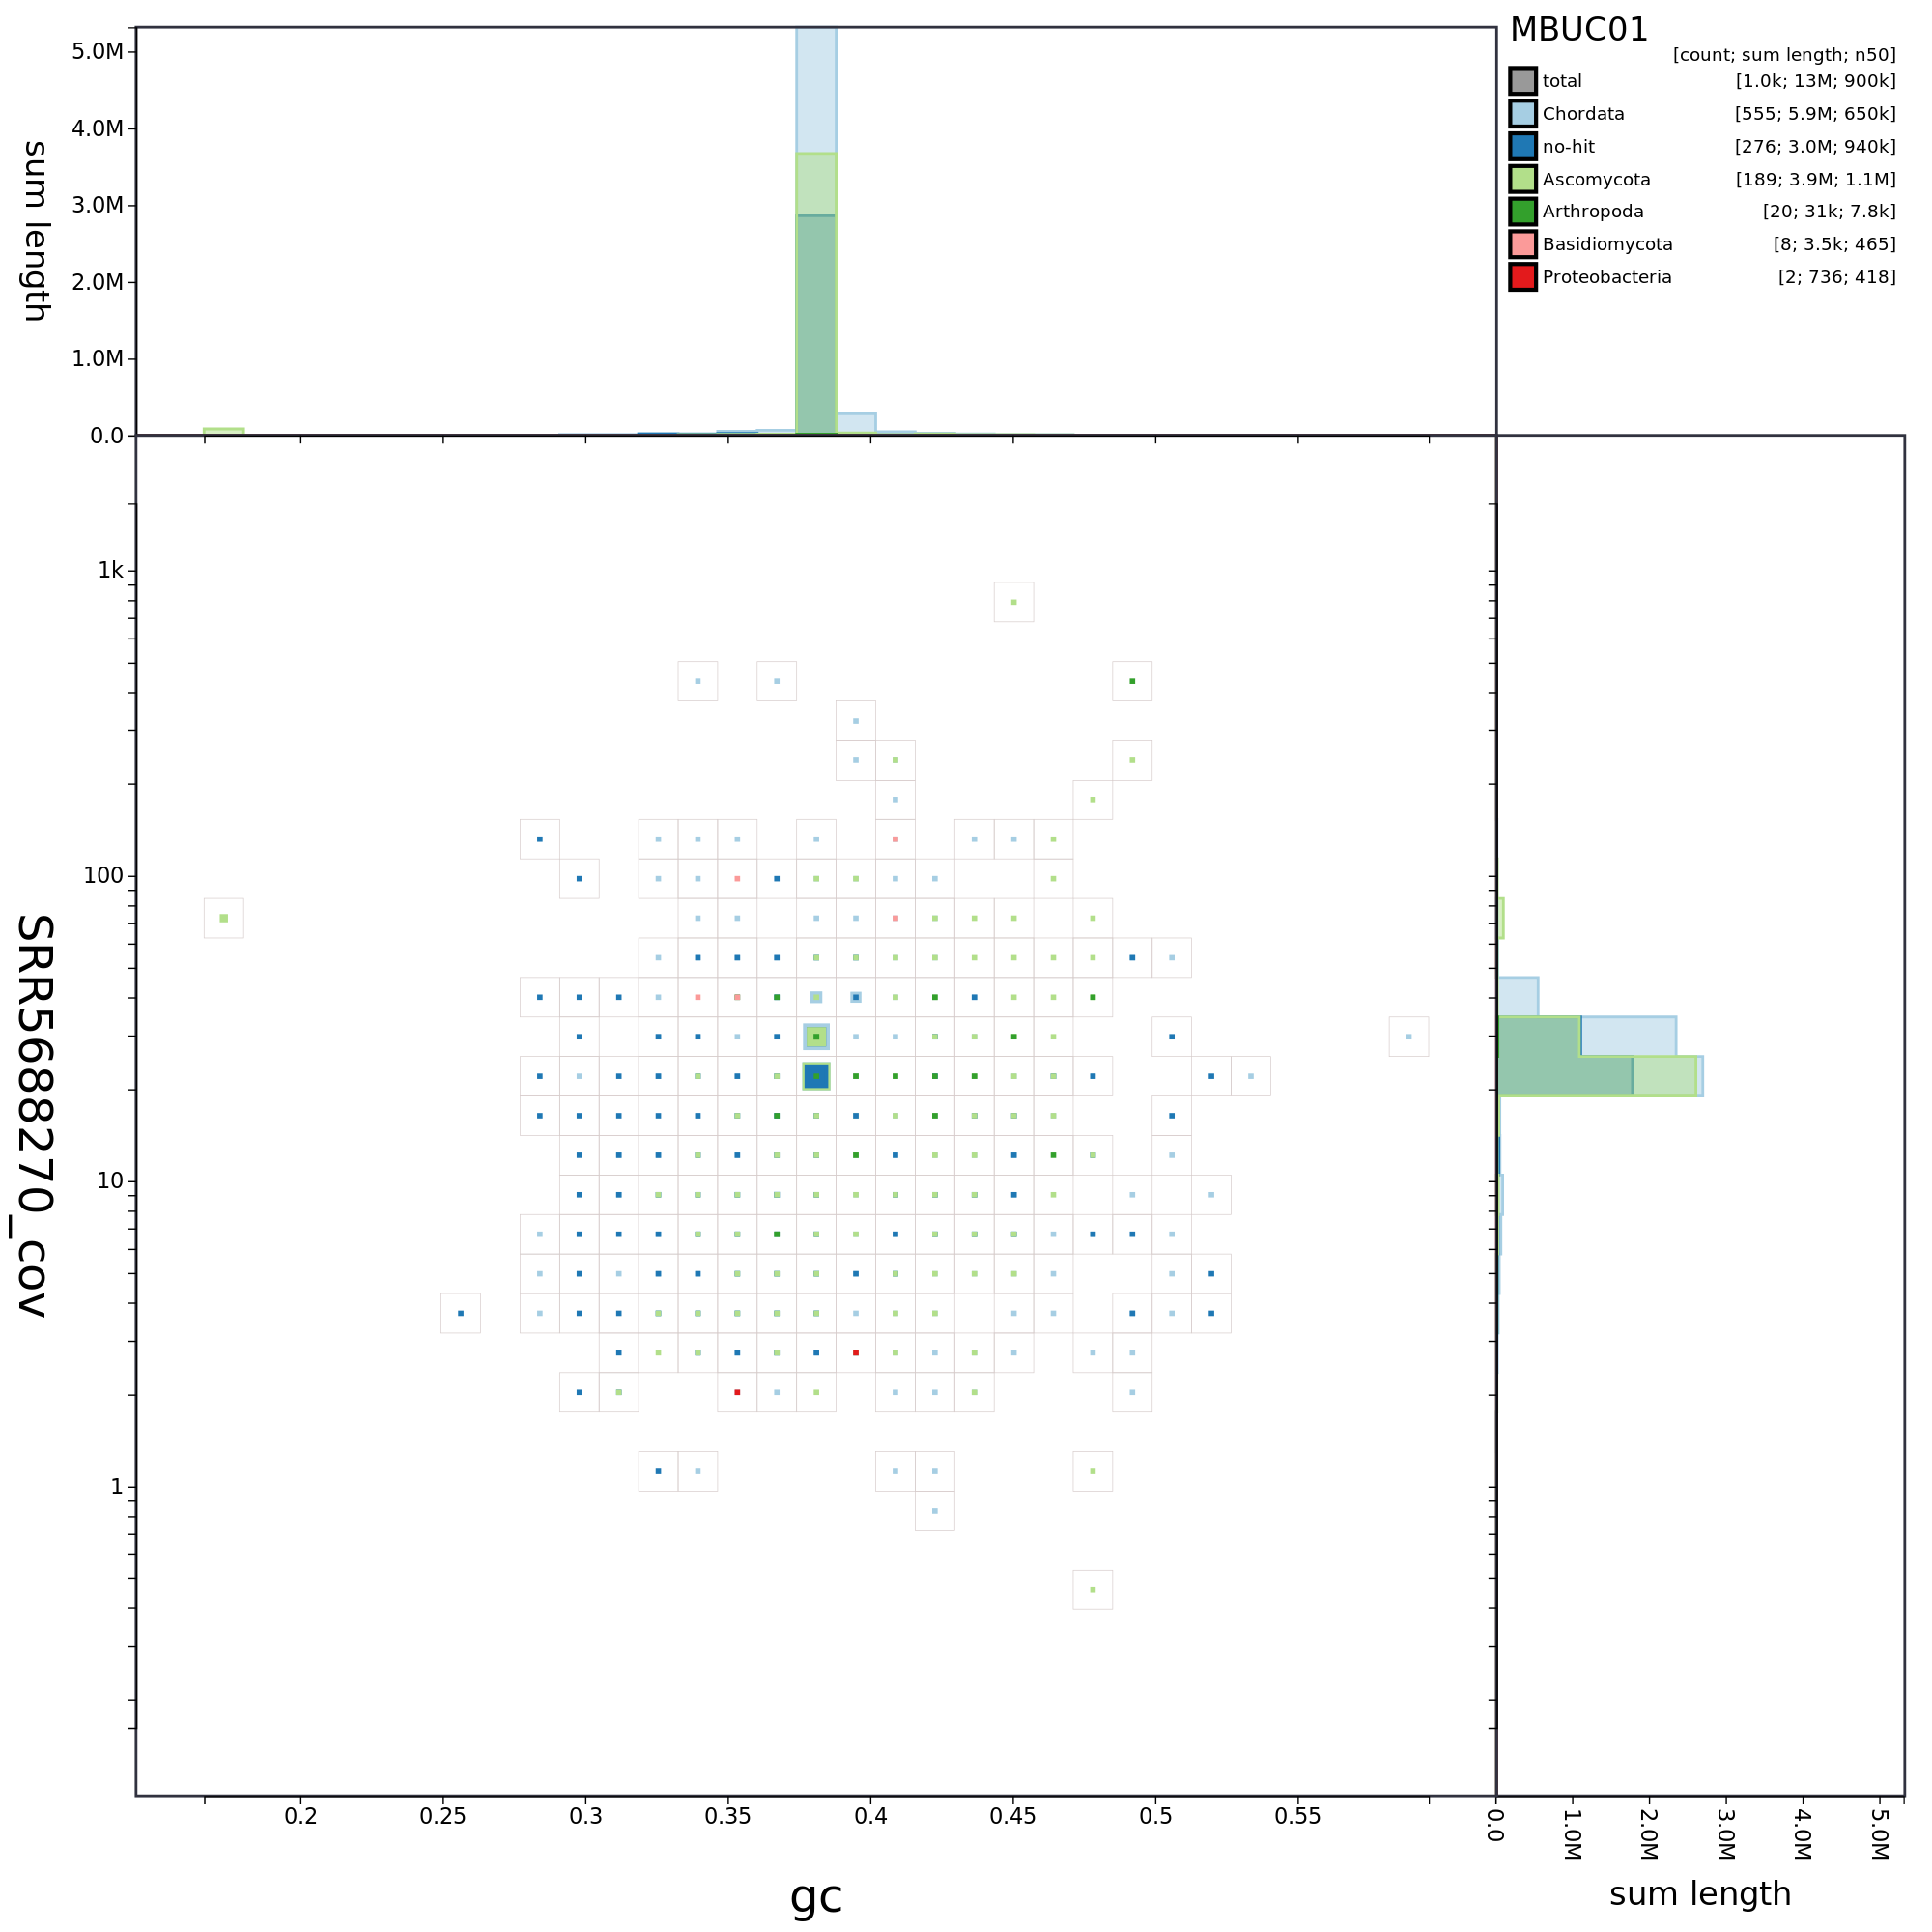 MBUC01
[count; sum length; n50]
total [1.0k; 13M; 900k]
Chordata [555; 5.9M; 650k]
no-hit [276; 3.0M; 940k]
Ascomycota [189; 3.9M; 1.1M]
Arthropoda [20; 31k; 7.8k]
Basidiomycota [8; 3.5k; 465]
Proteobacteria [2; 736; 418]
sum length
5.0M
4.0M
3.0M
2.0M
1.0M
0.0
SRR5688270_cov
1k
100
10
1
0.2 0.25 0.3 0.35 0.4 0.45 0.5 0.55
gc
0.0 1.0M 2.0M 3.0M 4.0M 5.0M
sum length